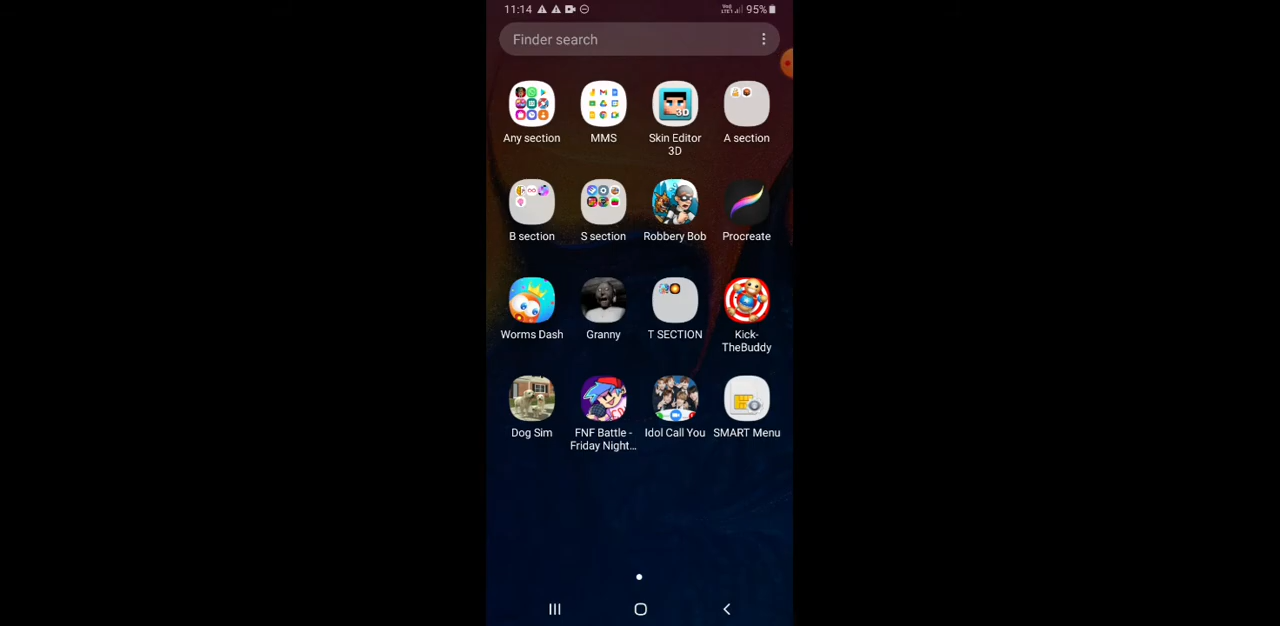 11:14 95%
Finder search
Any section MMS Skin Editor 3D A section
B section S section Robbery Bob Procreate
Worms Dash Granny T SECTION Kick-TheBuddy
Dog Sim FNF Battle - Friday Night... Idol Call You SMART Menu